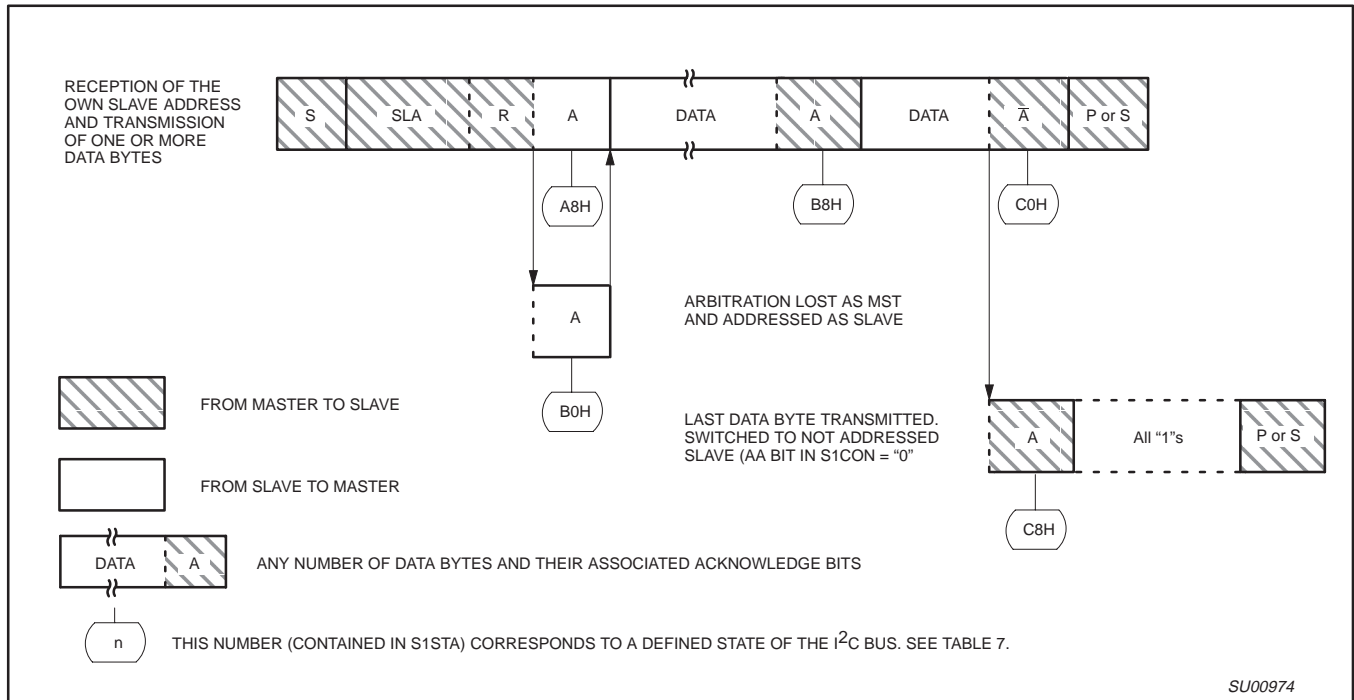 RECEPTION OF THE
OWN SLAVE ADDRESS
AND TRANSMISSION
OF ONE OR MORE
DATA BYTES
S SLA R A DATA A DATA A̅ P or S
A8H B8H C0H
A
B0H
ARBITRATION LOST AS MST
AND ADDRESSED AS SLAVE
LAST DATA BYTE TRANSMITTED.
SWITCHED TO NOT ADDRESSED
SLAVE (AA BIT IN S1CON = “0”
A All “1”s P or S
C8H
FROM MASTER TO SLAVE
FROM SLAVE TO MASTER
DATA A ANY NUMBER OF DATA BYTES AND THEIR ASSOCIATED ACKNOWLEDGE BITS
n THIS NUMBER (CONTAINED IN S1STA) CORRESPONDS TO A DEFINED STATE OF THE I²C BUS. SEE TABLE 7.
SU00974